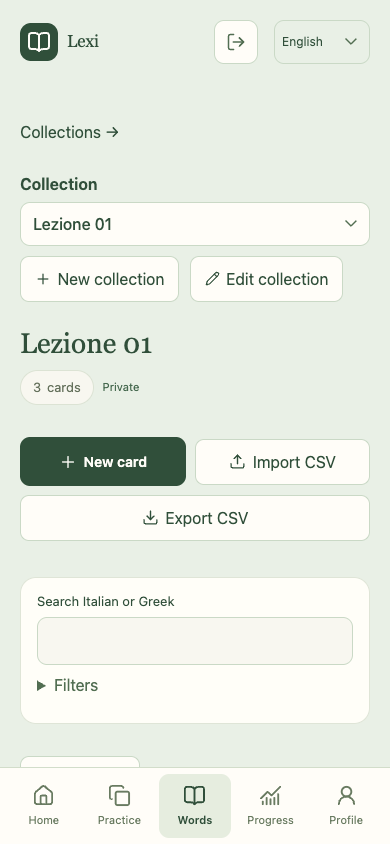 Lexi
English
Collections →
Collection
Lezione 01
+ New collection
Edit collection
Lezione 01
3 cards
Private
+ New card
Import CSV
Export CSV
Search Italian or Greek
Filters
Home
Practice
Words
Progress
Profile